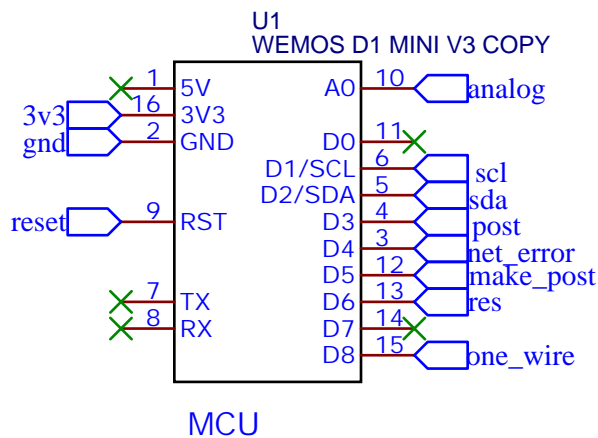 U1
WEMOS D1 MINI V3 COPY
1 5V A0 10 analog
3v3 16 3V3
gnd 2 GND D0 11
D1/SCL 6 scl
D2/SDA 5 sda
reset 9 RST D3 4 post
D4 3 net_error
D5 12 make_post
7 TX D6 13 res
8 RX D7 14
D8 15 one_wire
MCU